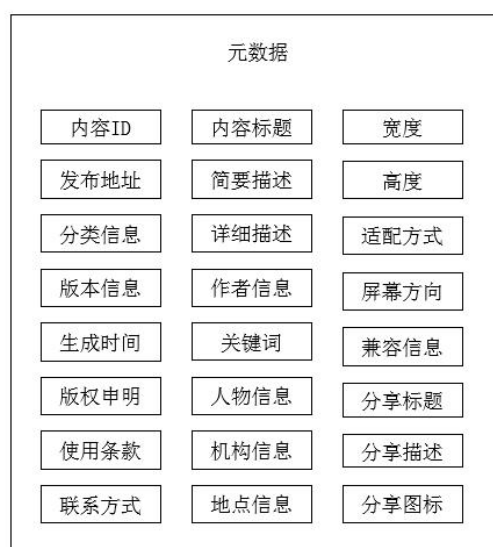 元数据
内容ID 内容标题 宽度
发布地址 简要描述 高度
分类信息 详细描述 适配方式
版本信息 作者信息 屏幕方向
生成时间 关键词 兼容信息
版权申明 人物信息 分享标题
使用条款 机构信息 分享描述
联系方式 地点信息 分享图标